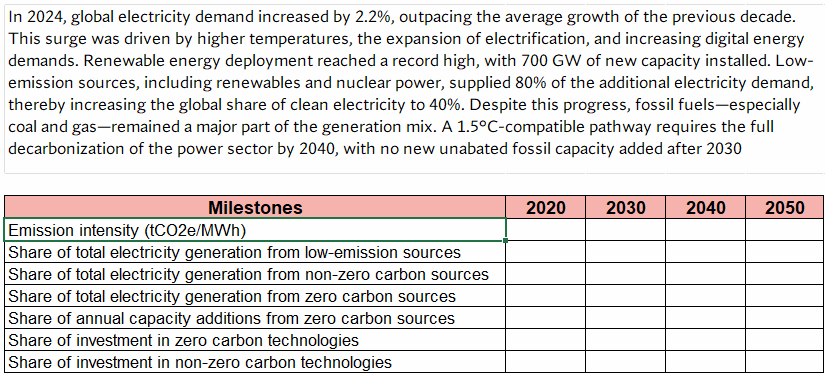 In 2024, global electricity demand increased by 2.2%, outpacing the average growth of the previous decade.
This surge was driven by higher temperatures, the expansion of electrification, and increasing digital energy
demands. Renewable energy deployment reached a record high, with 700 GW of new capacity installed. Low-
emission sources, including renewables and nuclear power, supplied 80% of the additional electricity demand,
thereby increasing the global share of clean electricity to 40%. Despite this progress, fossil fuels—especially
coal and gas—remained a major part of the generation mix. A 1.5°C-compatible pathway requires the full
decarbonization of the power sector by 2040, with no new unabated fossil capacity added after 2030
Milestones 2020 2030 2040 2050
Emission intensity (tCO2e/MWh)
Share of total electricity generation from low-emission sources
Share of total electricity generation from non-zero carbon sources
Share of total electricity generation from zero carbon sources
Share of annual capacity additions from zero carbon sources
Share of investment in zero carbon technologies
Share of investment in non-zero carbon technologies